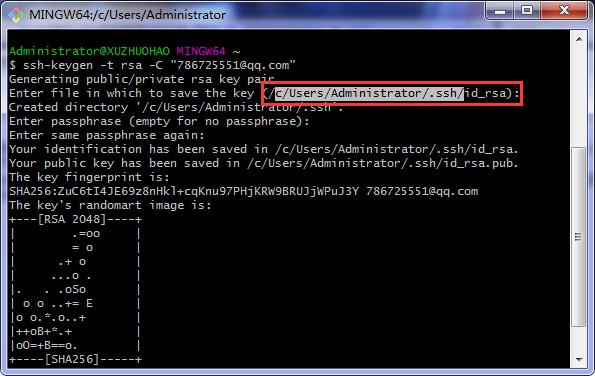 MINGW64:/c/Users/Administrator
Administrator@XUZHUOHAO MINGW64 ~
$ ssh-keygen -t rsa -C "786725551@qq.com"
Generating public/private rsa key pair.
Enter file in which to save the key (/c/Users/Administrator/.ssh/id_rsa):
Created directory '/c/Users/Administrator/.ssh'.
Enter passphrase (empty for no passphrase):
Enter same passphrase again:
Your identification has been saved in /c/Users/Administrator/.ssh/id_rsa.
Your public key has been saved in /c/Users/Administrator/.ssh/id_rsa.pub.
The key fingerprint is:
SHA256:ZuC6tI4JE69z8nHkl+cqKnu97PHjKRW9BRUJjWPuJ3Y 786725551@qq.com
The key's randomart image is:
+---[RSA 2048]----+
|        .=oo     |
|        = o      |
|      .+ o       |
|     ...o .      |
|.   . .oSo       |
| o o ..+= E      |
|o o.*.o..+       |
|++oB+*.+         |
|oO=+B==o.        |
+----[SHA256]-----+